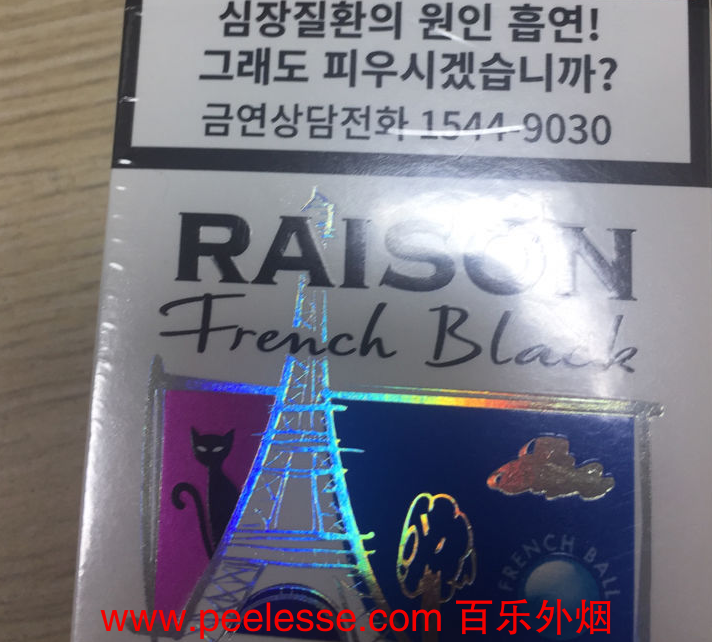 심장질환의 원인 흡연!
그래도 피우시겠습니까?
금연상담전화 1544-9030
RAISON
French Black
FRENCH BALL
www.peelesse.com 百乐外烟